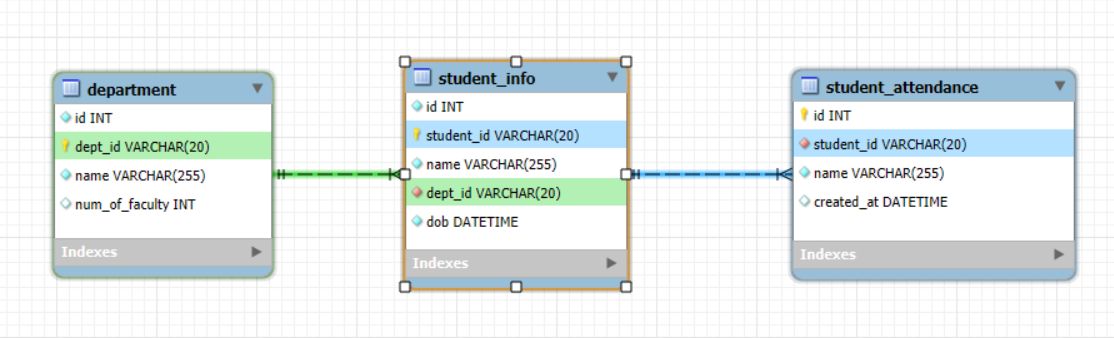 department
id INT
dept_id VARCHAR(20)
name VARCHAR(255)
num_of_faculty INT
Indexes
student_info
id INT
student_id VARCHAR(20)
name VARCHAR(255)
dept_id VARCHAR(20)
dob DATETIME
Indexes
student_attendance
id INT
student_id VARCHAR(20)
name VARCHAR(255)
created_at DATETIME
Indexes